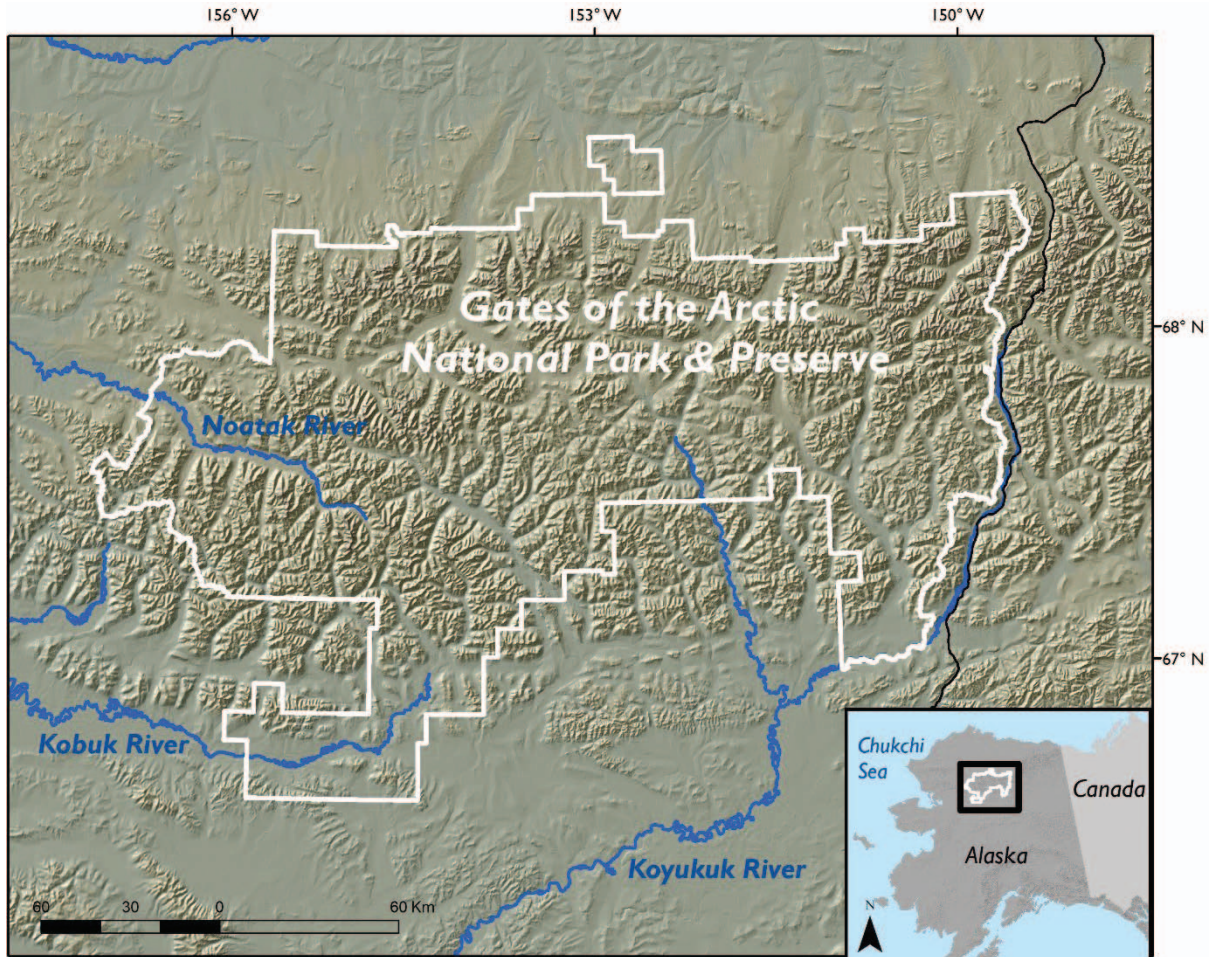 156° W
153° W
150° W
Gates of the Arctic
National Park & Preserve
68° N
Noatak River
67° N
Kobuk River
Koyukuk River
60
30
0
60 Km
Chukchi
Sea
Canada
Alaska
N